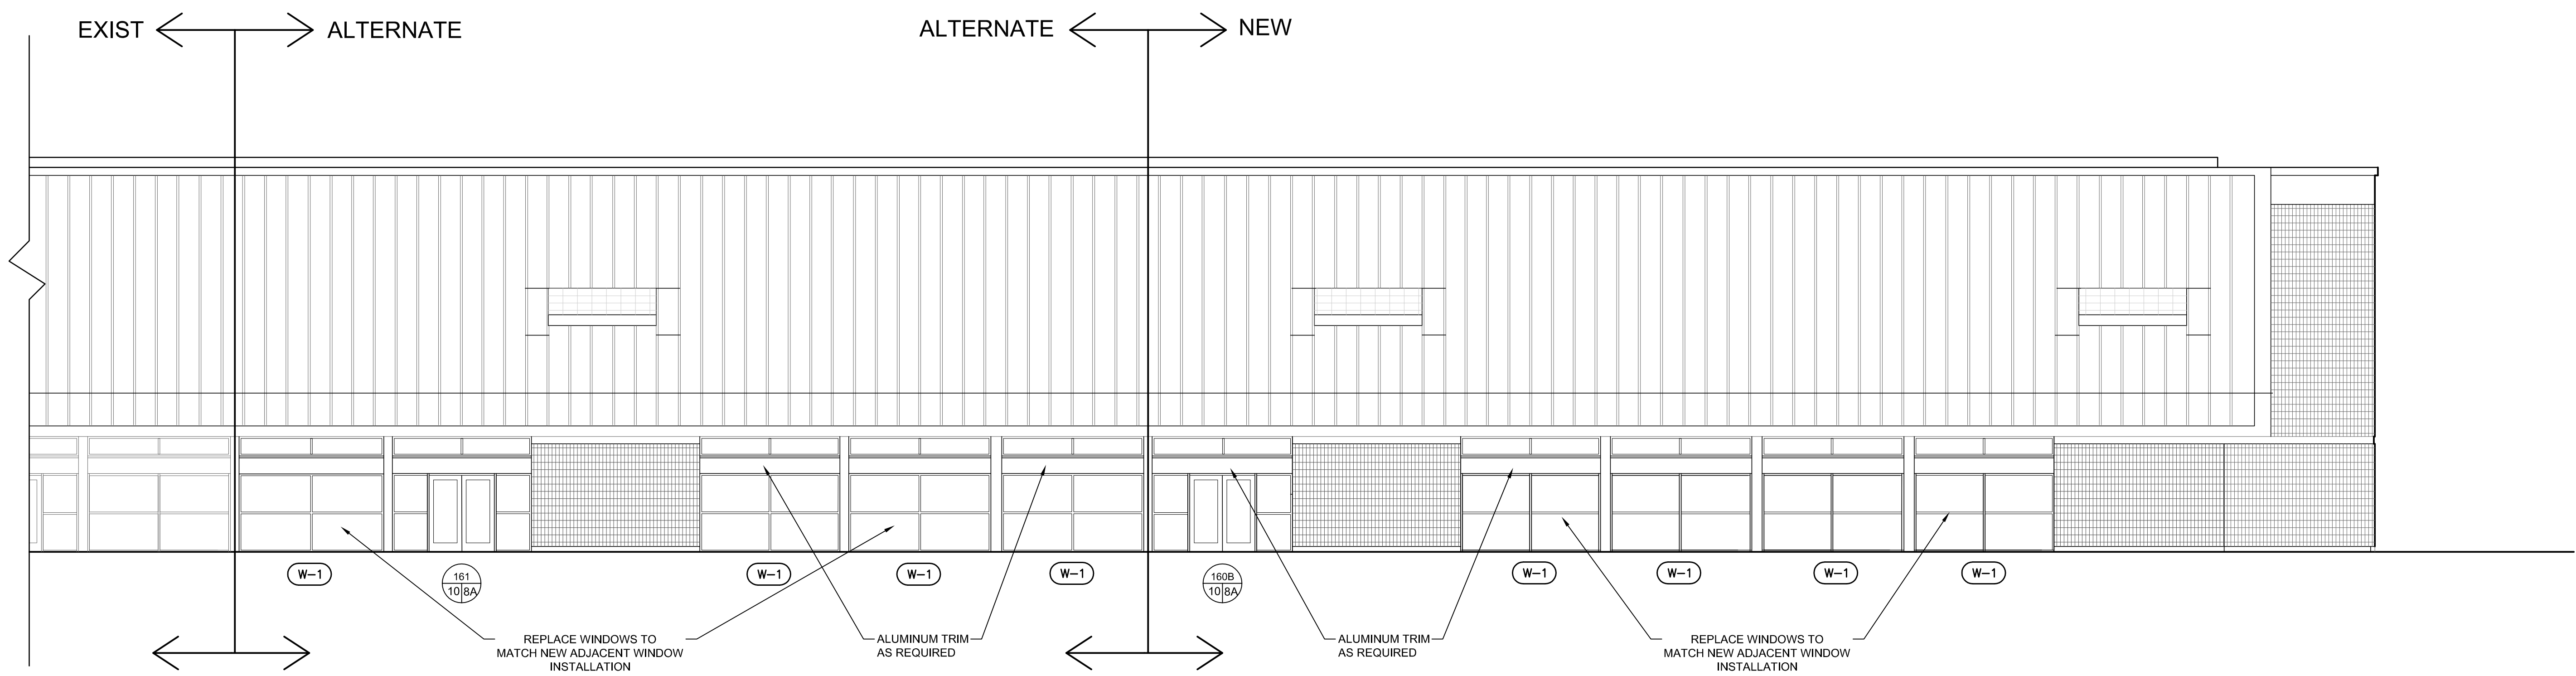 EXIST
ALTERNATE
ALTERNATE
NEW
W-1
161
10 8A
W-1
W-1
W-1
160B
10 8A
W-1
W-1
W-1
W-1
REPLACE WINDOWS TO
MATCH NEW ADJACENT WINDOW
INSTALLATION
ALUMINUM TRIM
AS REQUIRED
ALUMINUM TRIM
AS REQUIRED
REPLACE WINDOWS TO
MATCH NEW ADJACENT WINDOW
INSTALLATION